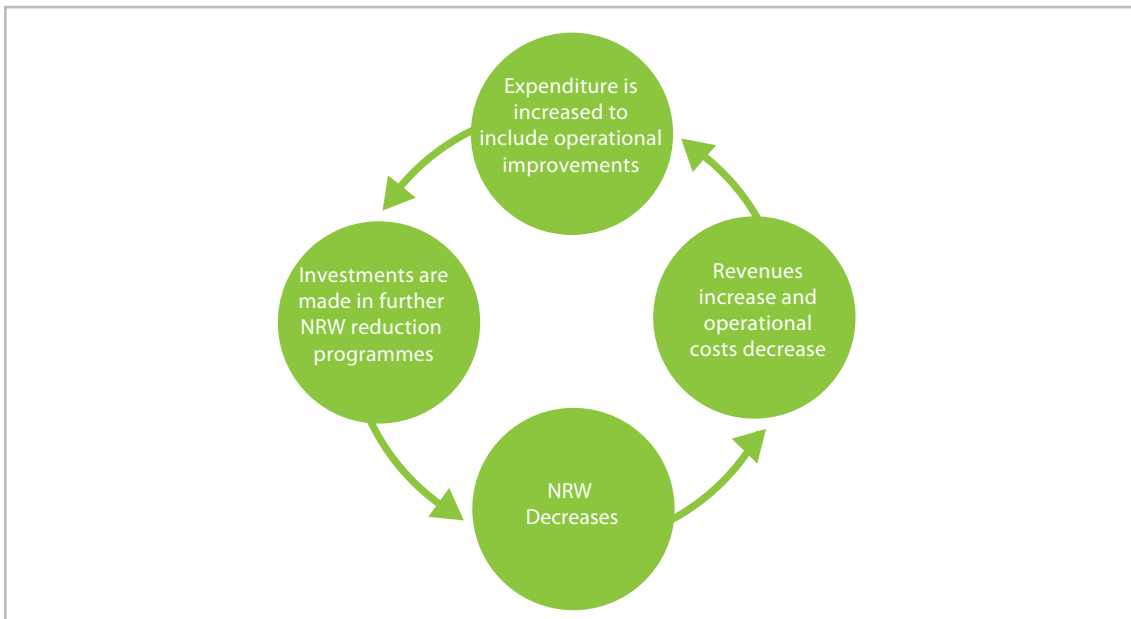 Expenditure is
increased to
include operational
improvements
Investments are
made in further
NRW reduction
programmes
Revenues
increase and
operational
costs decrease
NRW
Decreases